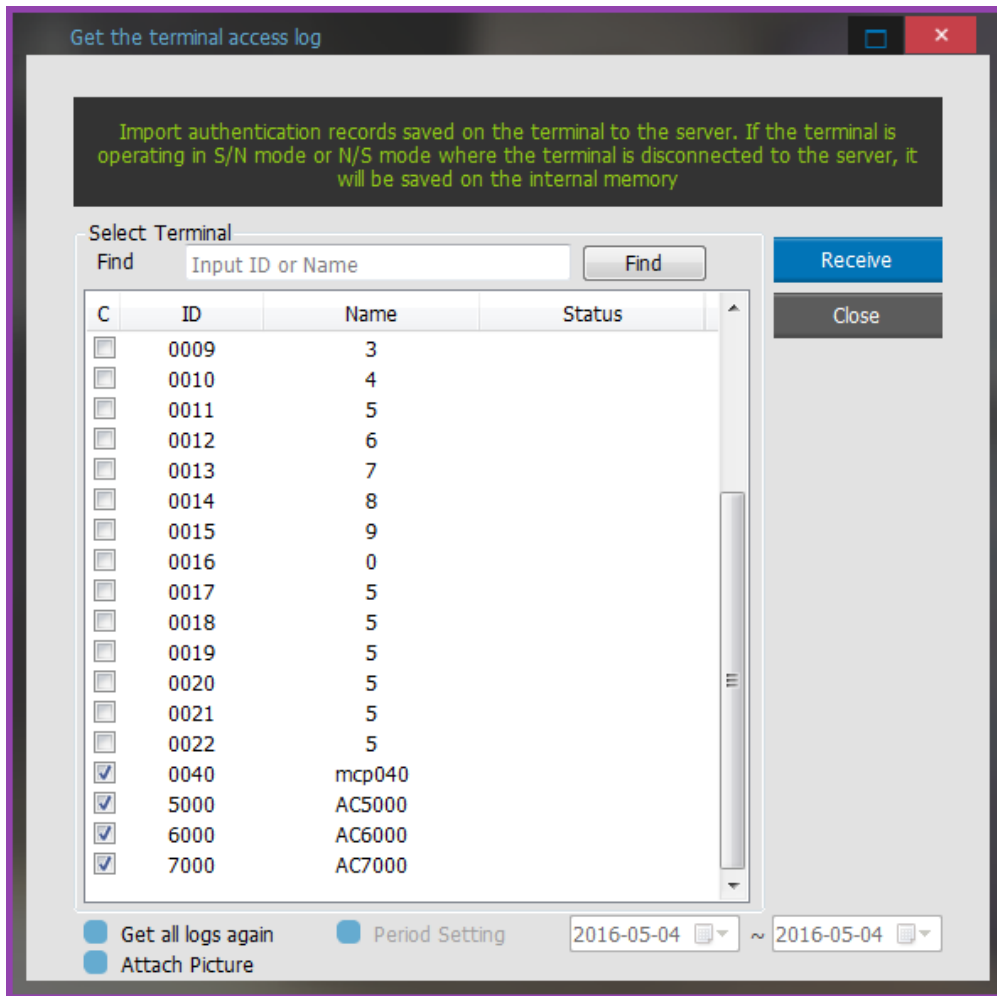 Get the terminal access log
Import authentication records saved on the terminal to the server. If the terminal is
operating in S/N mode or N/S mode where the terminal is disconnected to the server, it
will be saved on the internal memory
Select Terminal
Find Input ID or Name Find Receive
C ID Name Status Close
0009 3
0010 4
0011 5
0012 6
0013 7
0014 8
0015 9
0016 0
0017 5
0018 5
0019 5
0020 5
0021 5
0022 5
0040 mcp040
5000 AC5000
6000 AC6000
7000 AC7000
Get all logs again Period Setting 2016-05-04 ~ 2016-05-04
Attach Picture